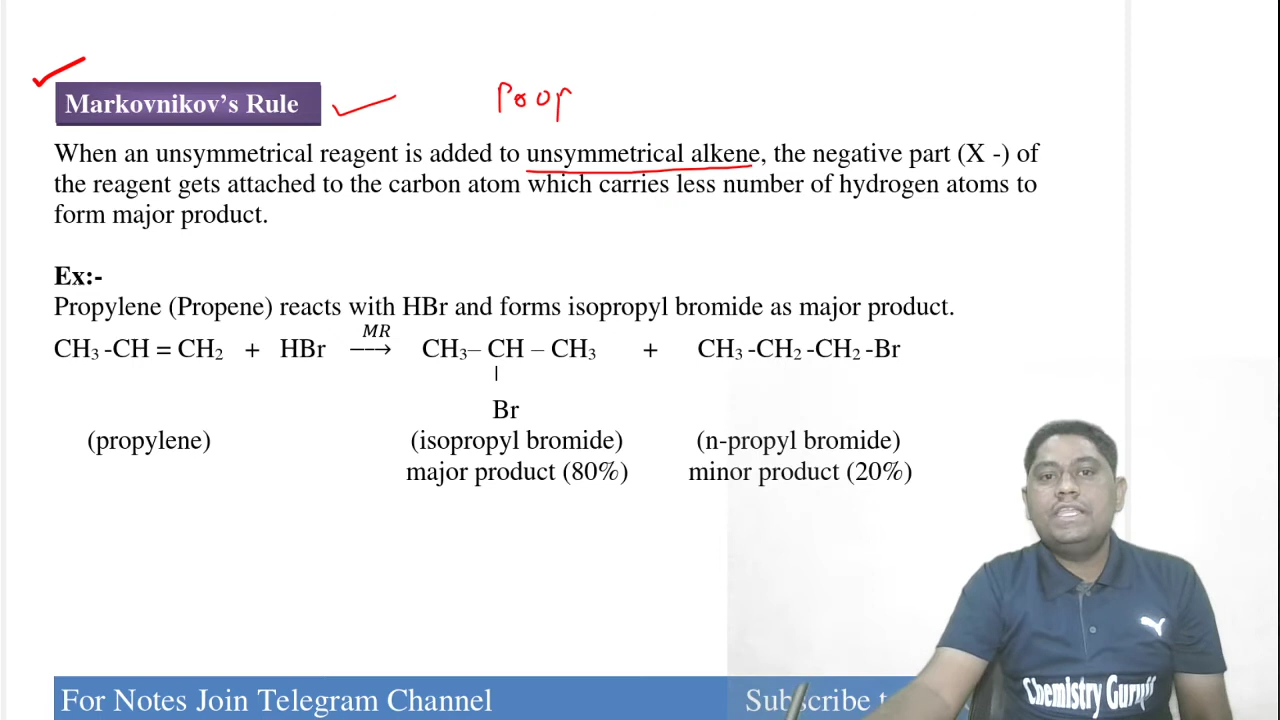 Markovnikov’s Rule
Poop
When an unsymmetrical reagent is added to unsymmetrical alkene, the negative part (X -) of
the reagent gets attached to the carbon atom which carries less number of hydrogen atoms to
form major product.
Ex:-
Propylene (Propene) reacts with HBr and forms isopropyl bromide as major product.
MR
CH₃ -CH = CH₂ + HBr ---→ CH₃– CH – CH₃ + CH₃ -CH₂ -CH₂ -Br
Br
(propylene) (isopropyl bromide) (n-propyl bromide)
major product (80%) minor product (20%)
For Notes Join Telegram Channel Subscribe
Chemistry Guruji